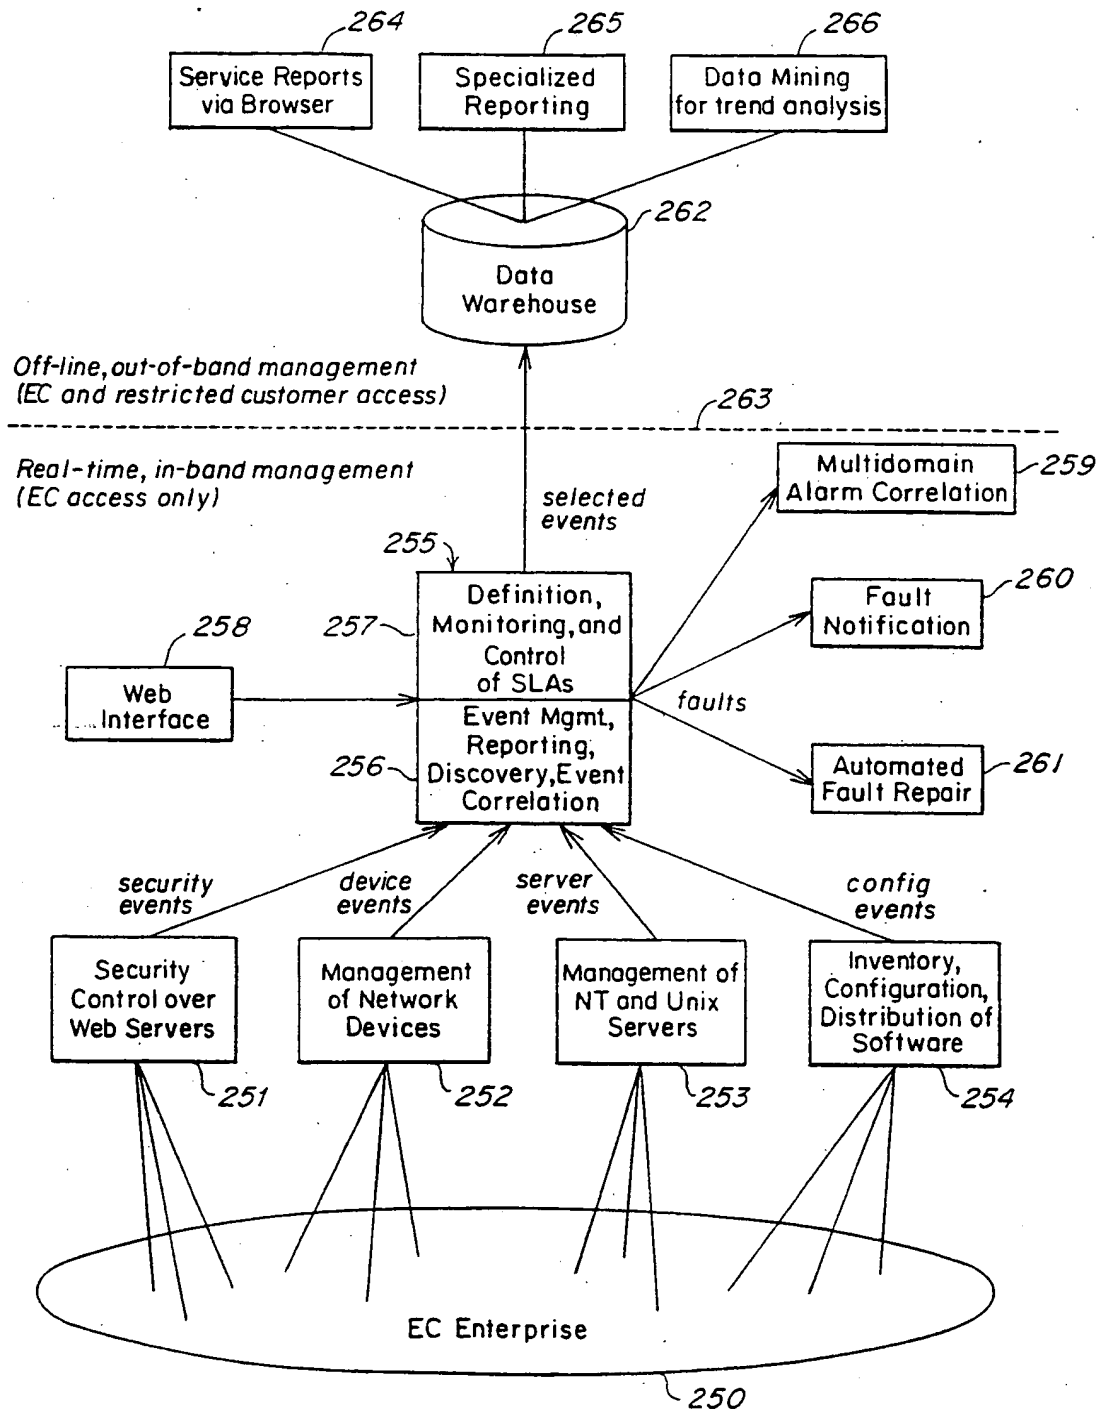 264
265
266
Service Reports
via Browser
Specialized
Reporting
Data Mining
for trend analysis
262
Data
Warehouse
Off-line, out-of-band management
(EC and restricted customer access)
263
Real-time, in-band management
(EC access only)
selected
events
Multidomain
Alarm Correlation
259
255
Definition,
Monitoring, and
Control
of SLAs
257
258
Web
Interface
Fault
Notification
260
faults
Event Mgmt,
Reporting,
Discovery, Event
Correlation
256
Automated
Fault Repair
261
security
events
device
events
server
events
config
events
Security
Control over
Web Servers
Management
of Network
Devices
Management of
NT and Unix
Servers
Inventory,
Configuration,
Distribution of
Software
251
252
253
254
EC Enterprise
250